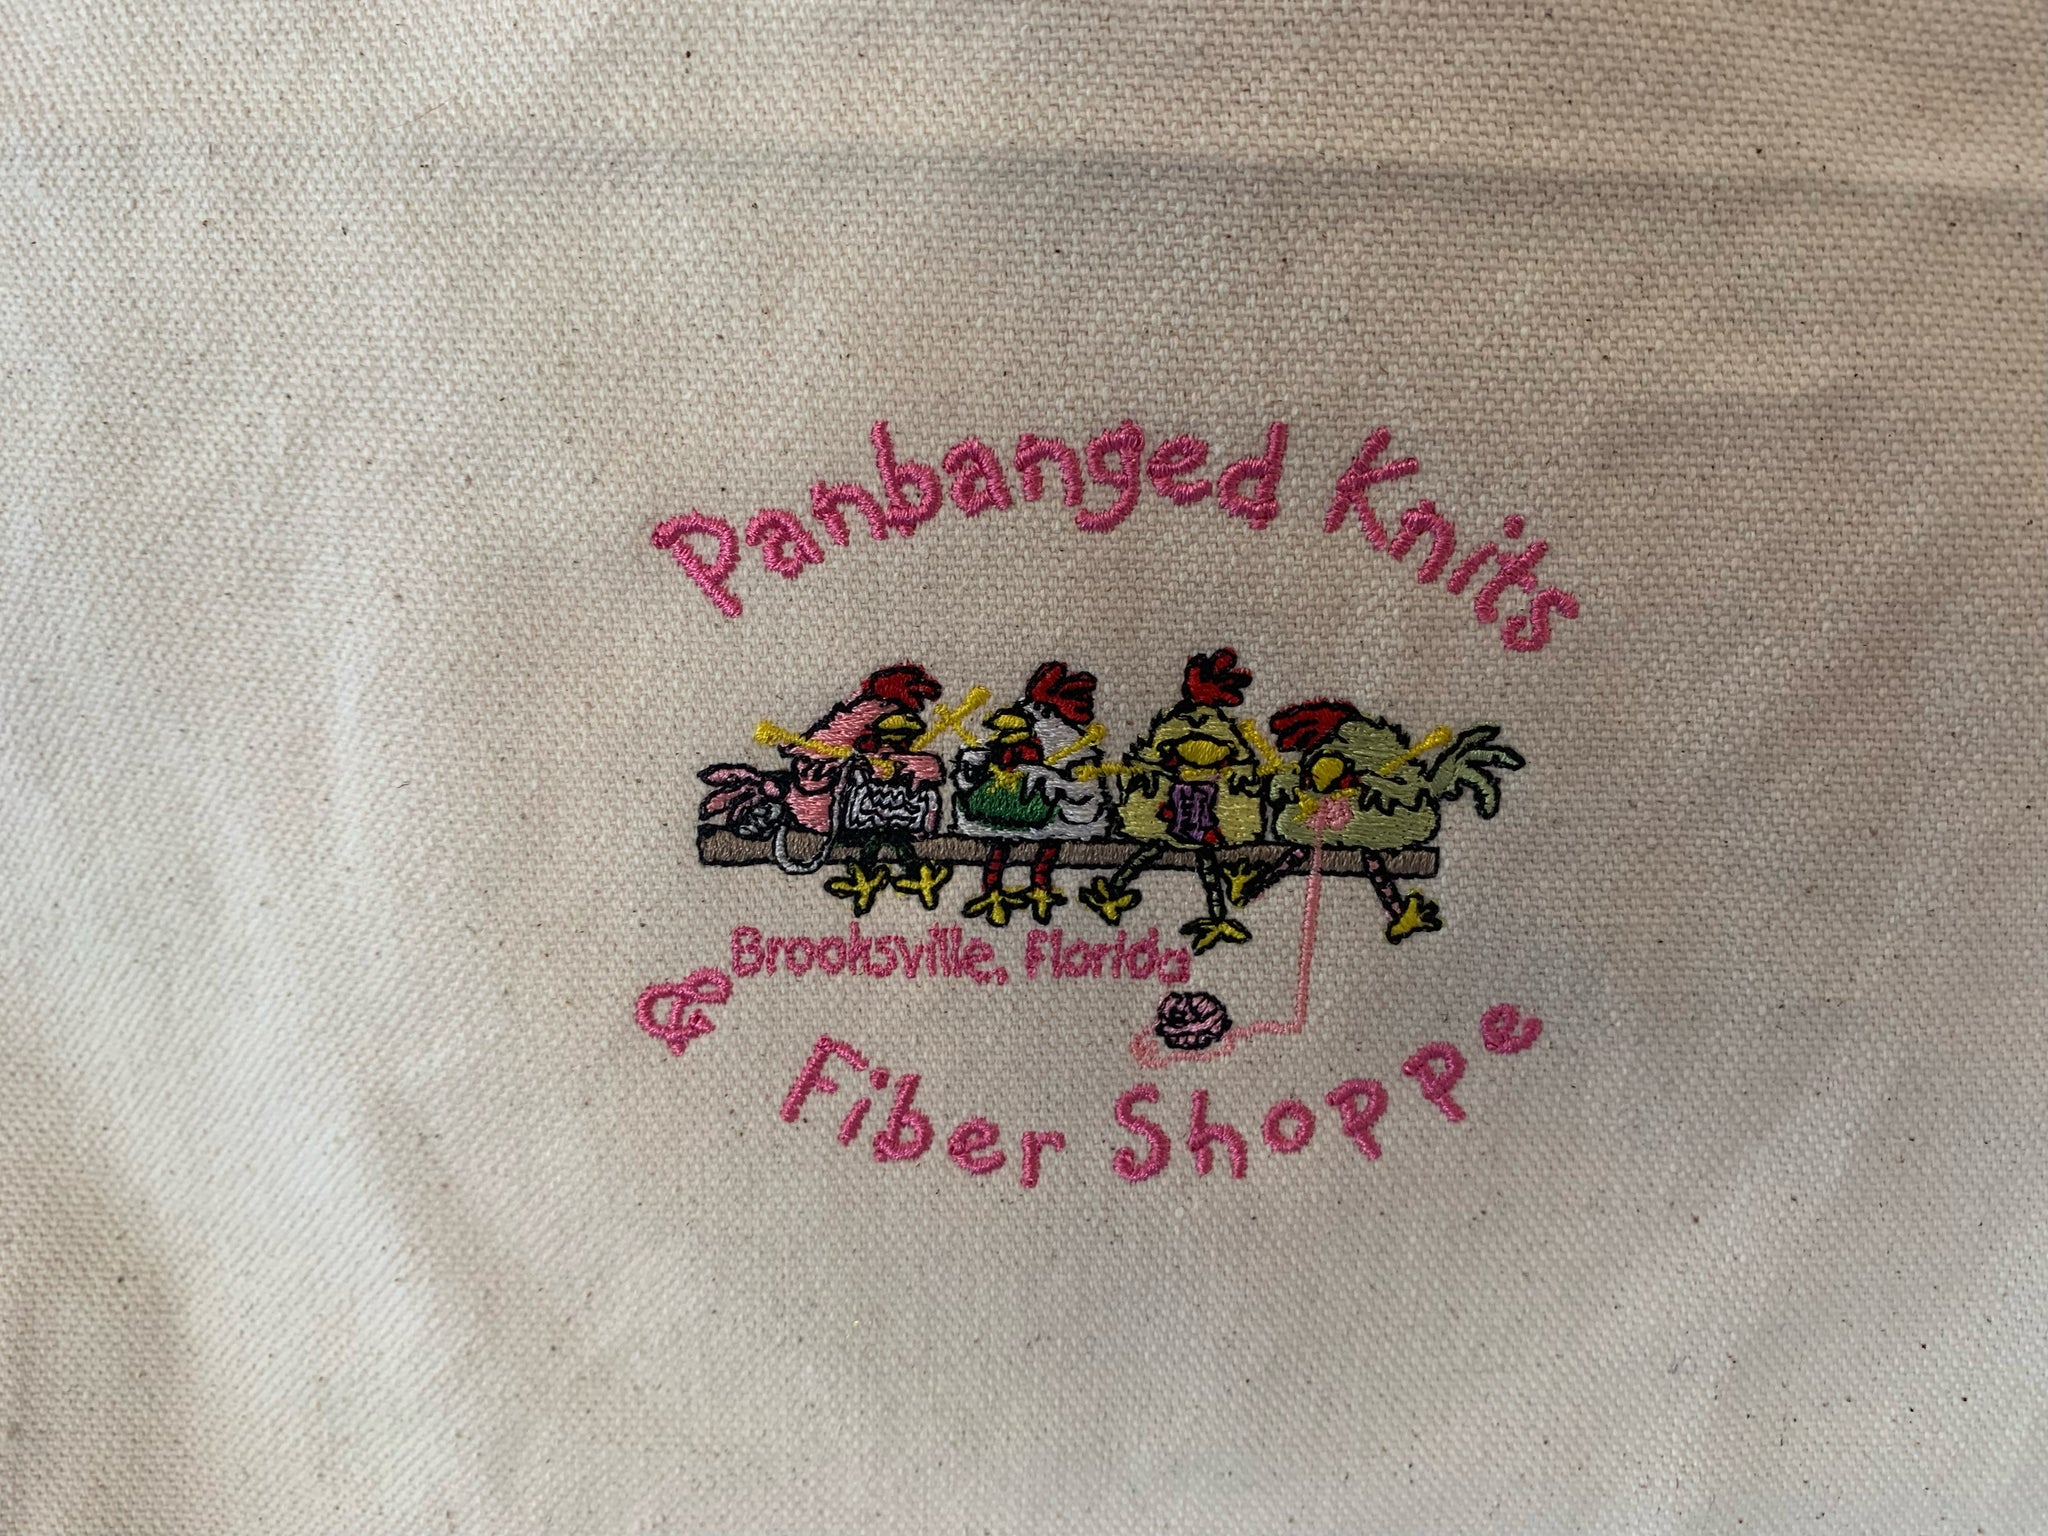 Panbanged Knits
Brooksville, Florida
& Fiber Shoppe